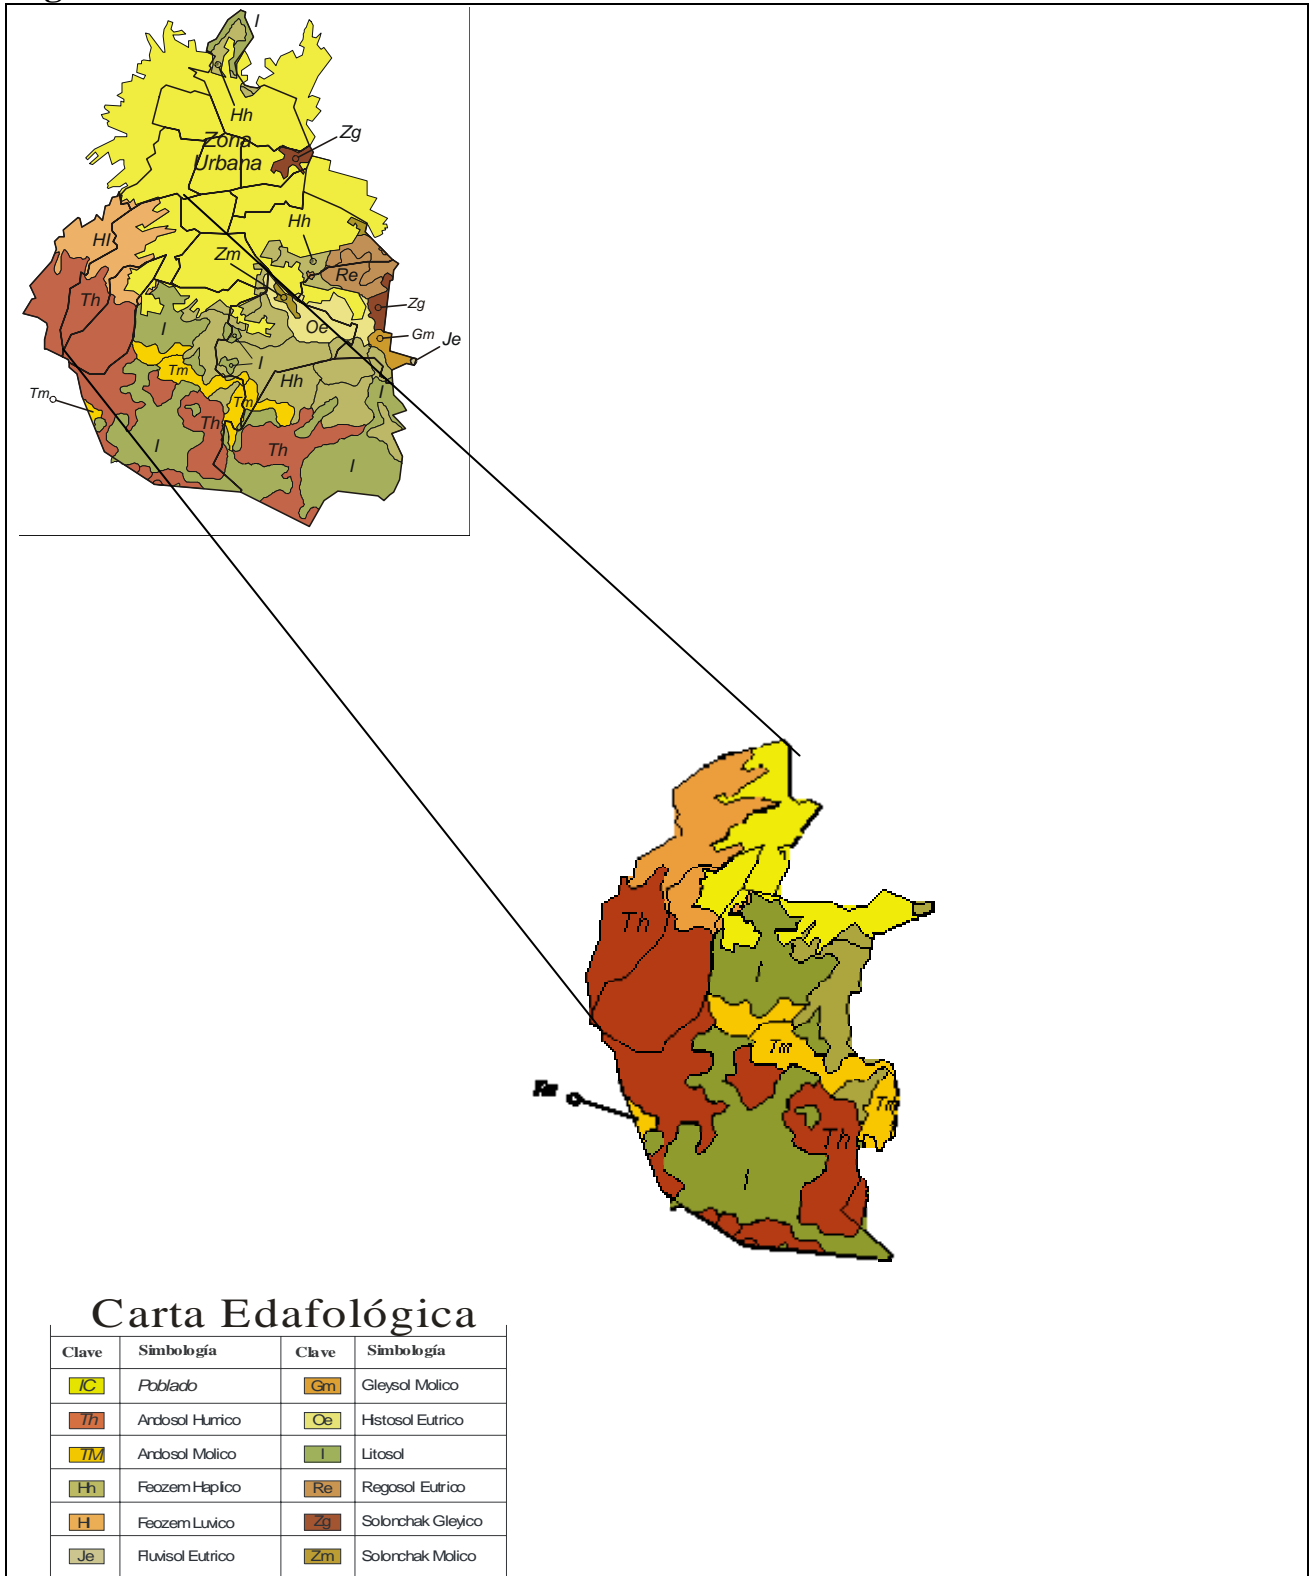 I
Hh
Zona
Urbana
Zg
Hh
Hl
Zm
Re
Th
Zg
Oe
I
Gm
Je
I
Tm
Hh
Tm
Tm
I
Th
I
Th
I
Th
I
Tm
Tm
Th
I
Carta Edafológica
Clave Simbología Clave Simbología
IC Poblado Gm Gleysol Molico
Th Andosol Humico Oe Histosol Eutrico
TM Andosol Molico I Litosol
Hh Feozem Haplico Re Regosol Eutrico
Hl Feozem Luvico Zg Solonchak Gleyico
Je Fluvisol Eutrico Zm Solonchak Molico